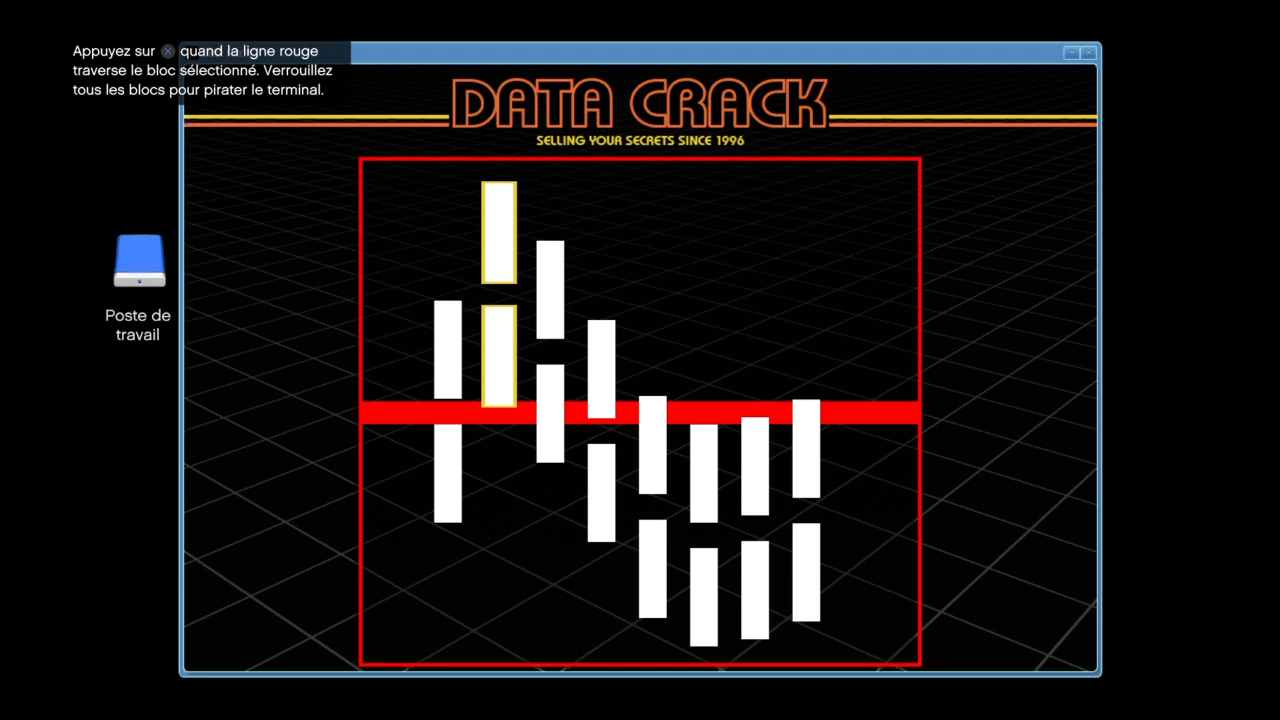 Appuyez sur ⊗ quand la ligne rouge
traverse le bloc sélectionné. Verrouillez
tous les blocs pour pirater le terminal.
DATA CRACK
SELLING YOUR SECRETS SINCE 1996
Poste de
travail